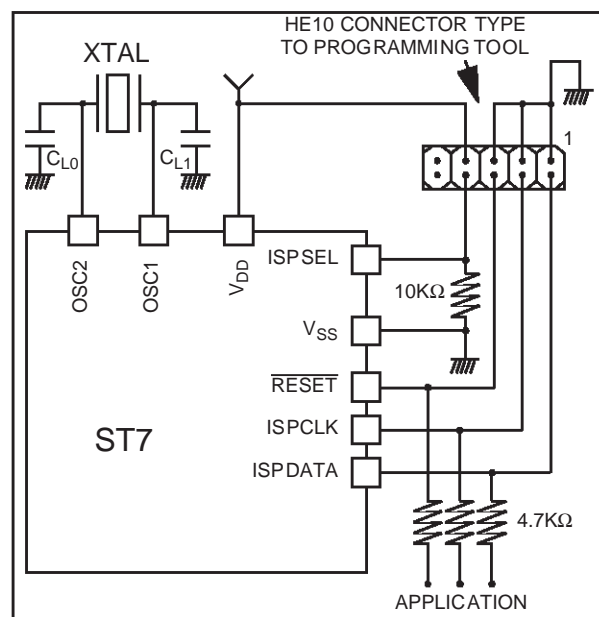 HE10 CONNECTOR TYPE
TO PROGRAMMING TOOL
XTAL
1
CL0
CL1
OSC2
OSC1
VDD
ISPSEL
10KΩ
VSS
RESET
ST7
ISPCLK
ISPDATA
4.7KΩ
APPLICATION